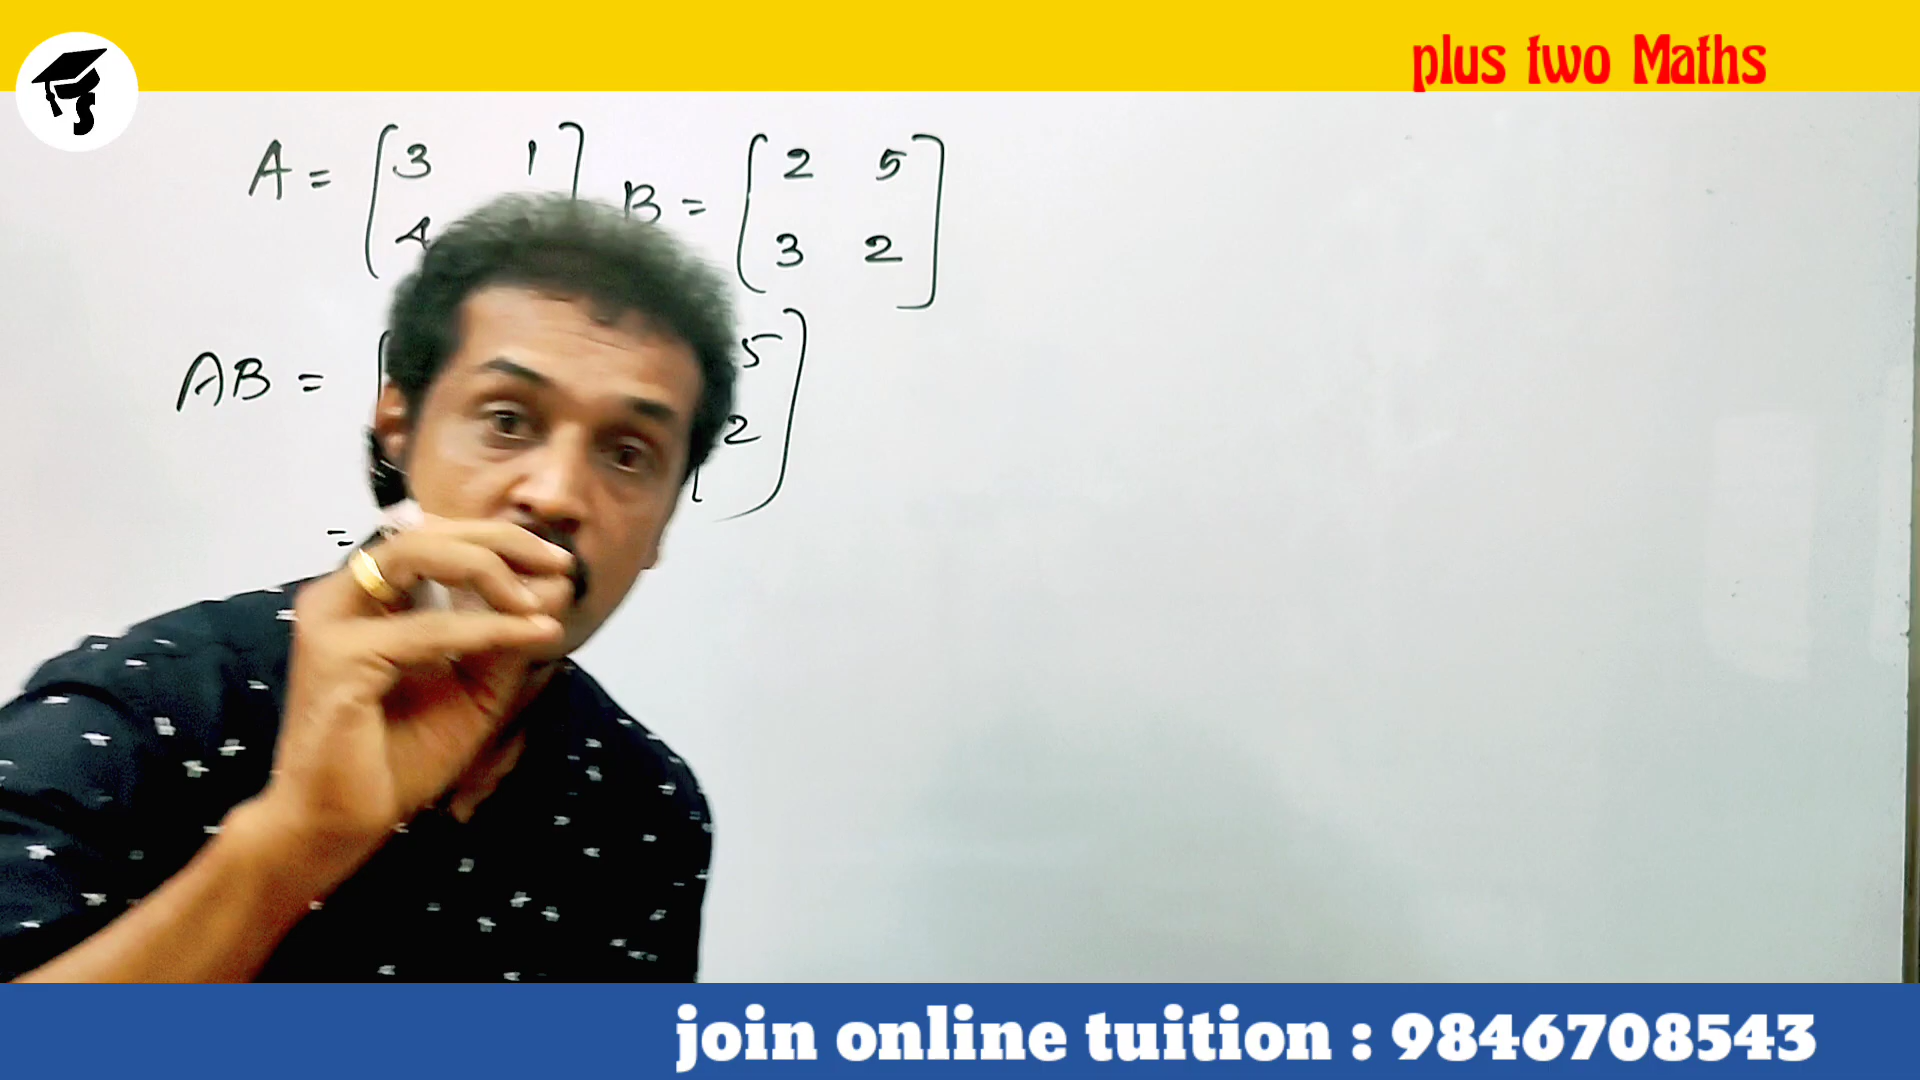 plus two Maths
A = [ 3 1 ] B = [ 2 5 ]
4 3 2
AB = 5
2
=
join online tuition : 9846708543